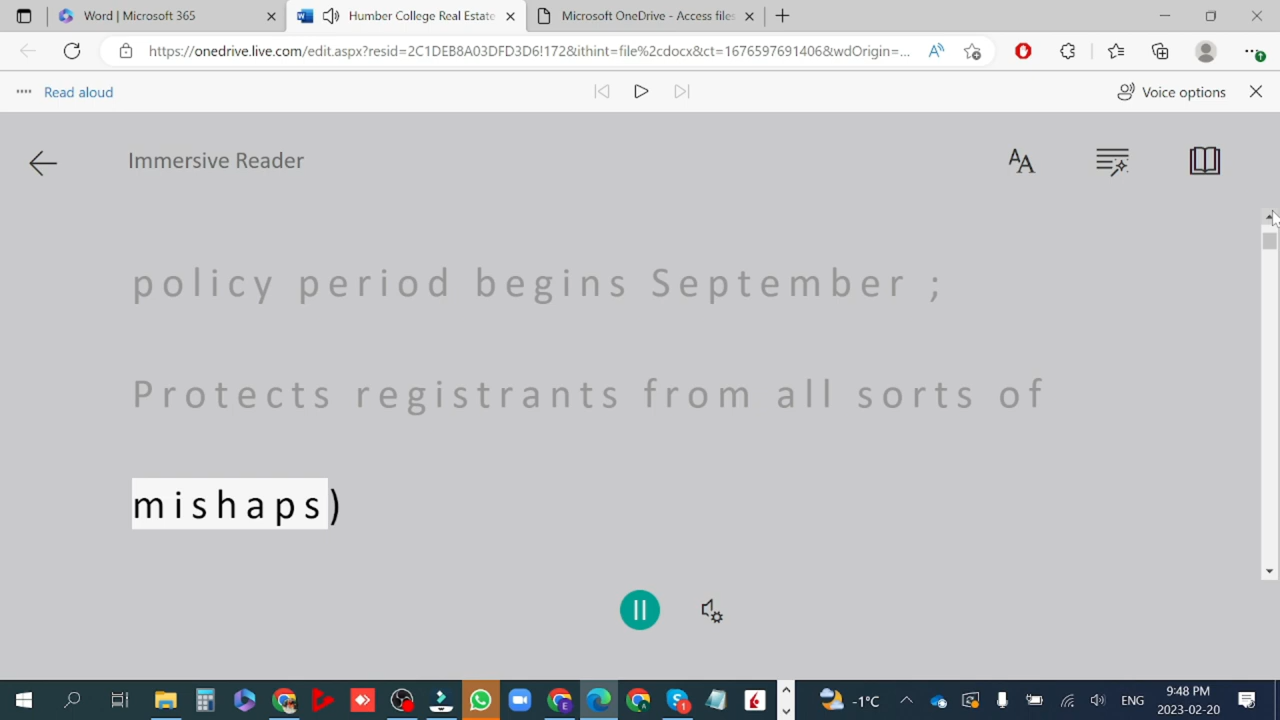 Word | Microsoft 365
Humber College Real Estate
Microsoft OneDrive - Access files
https://onedrive.live.com/edit.aspx?resid=2C1DEB8A03DFD3D6!172&ithint=file%2cdocx&ct=1676597691406&wdOrigin=...
Read aloud
Voice options
Immersive Reader
policy period begins September ;
Protects registrants from all sorts of
mishaps)
-1°C
ENG
9:48 PM
2023-02-20